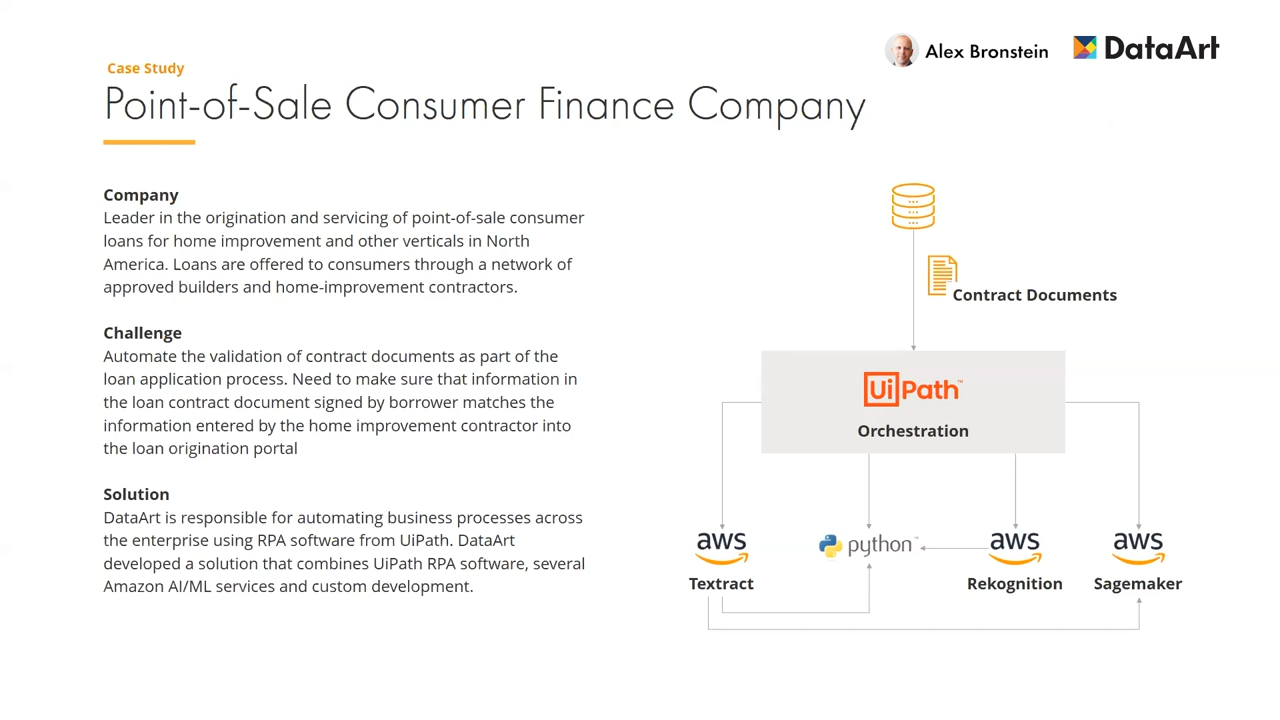 Alex Bronstein
DataArt
Case Study
Point-of-Sale Consumer Finance Company
Company
Leader in the origination and servicing of point-of-sale consumer
loans for home improvement and other verticals in North
America. Loans are offered to consumers through a network of
approved builders and home-improvement contractors.
Challenge
Automate the validation of contract documents as part of the
loan application process. Need to make sure that information in
the loan contract document signed by borrower matches the
information entered by the home improvement contractor into
the loan origination portal
Solution
DataArt is responsible for automating business processes across
the enterprise using RPA software from UiPath. DataArt
developed a solution that combines UiPath RPA software, several
Amazon AI/ML services and custom development.
Contract Documents
UiPath™
Orchestration
aws
Textract
python™
aws
Rekognition
aws
Sagemaker